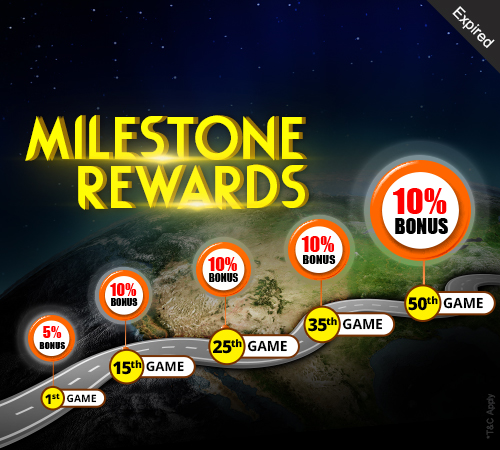 Expired
MILESTONE
REWARDS
5%
BONUS
1st GAME
10%
BONUS
15th GAME
10%
BONUS
25th GAME
10%
BONUS
35th GAME
10%
BONUS
50th GAME
*T&C Apply